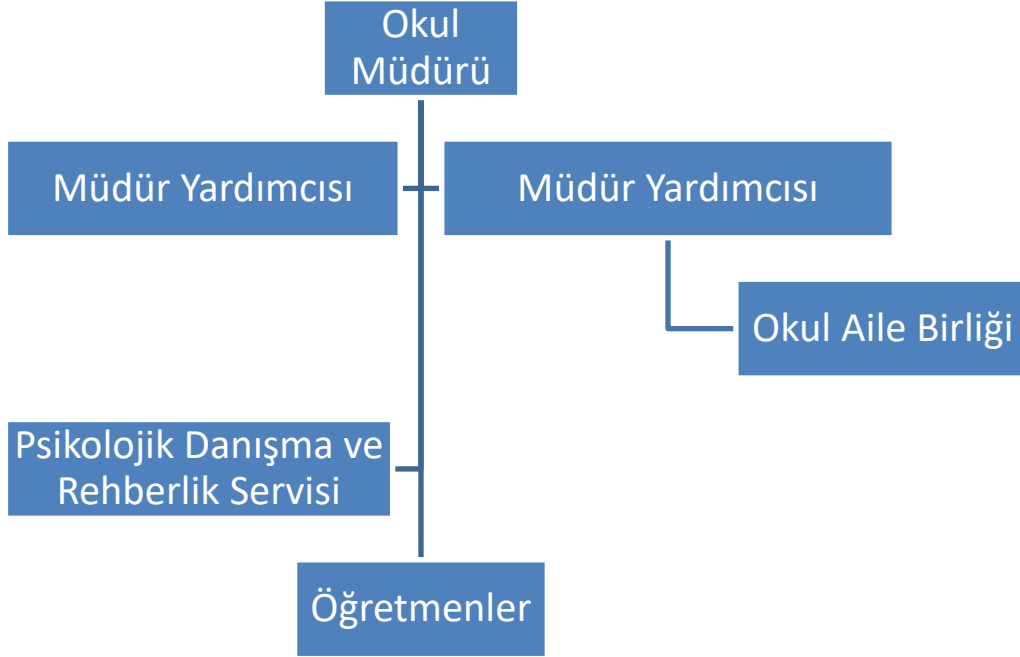 Okul
Müdürü
Müdür Yardımcısı
Müdür Yardımcısı
Okul Aile Birliği
Psikolojik Danışma ve
Rehberlik Servisi
Öğretmenler